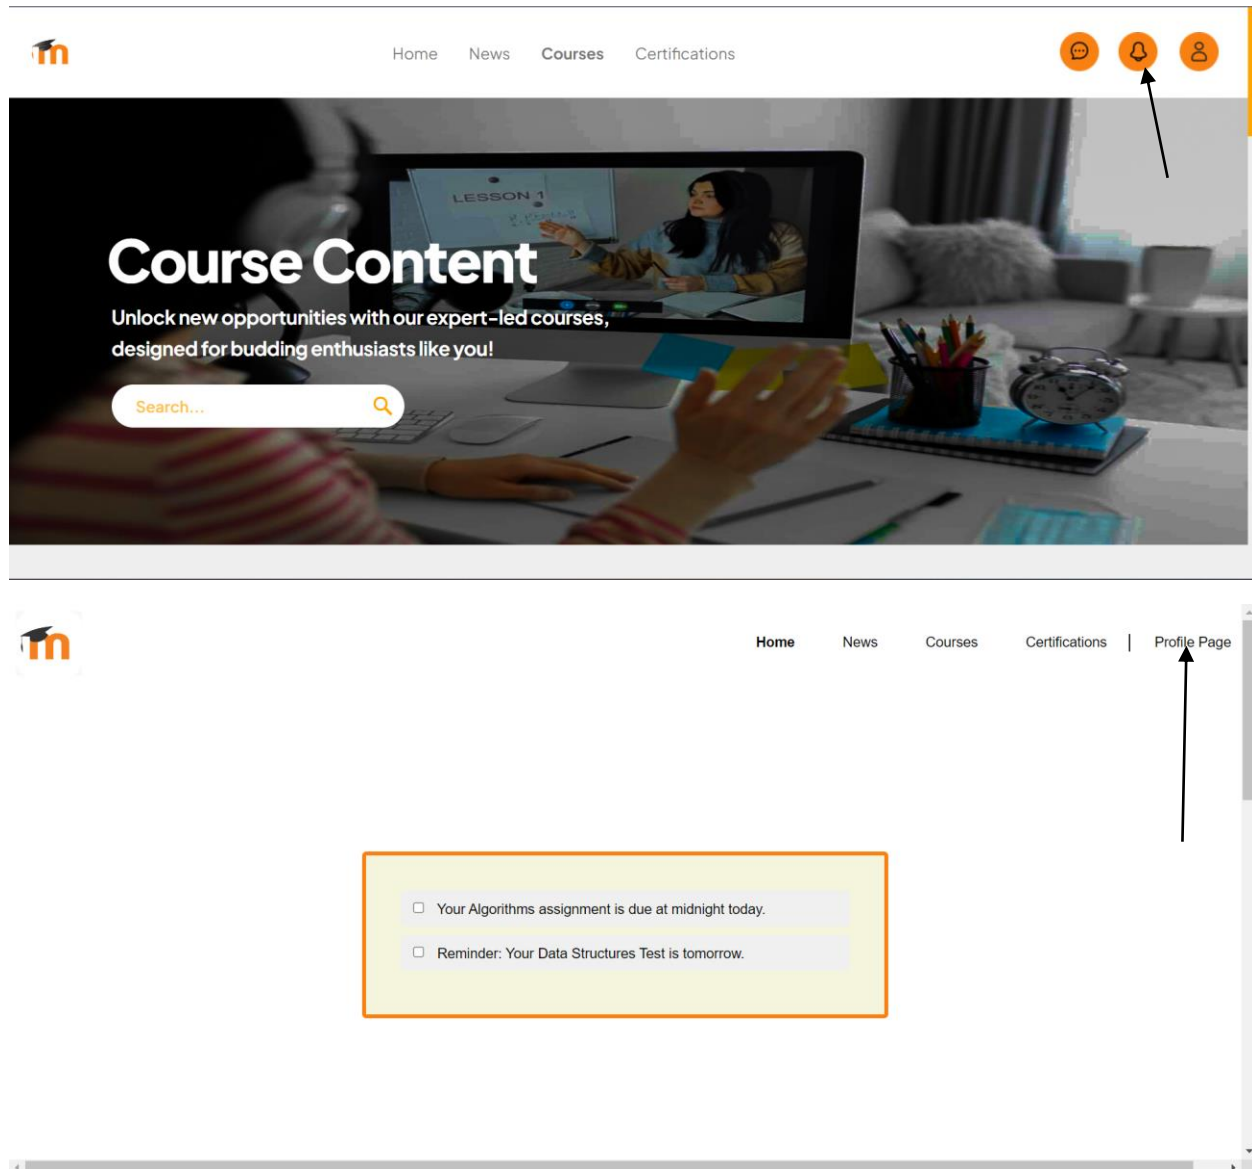 m
Home News Courses Certifications
LESSON 1
Course Content
Unlock new opportunities with our expert-led courses,
designed for budding enthusiasts like you!
Search...
m
Home News Courses Certifications | Profile Page
Your Algorithms assignment is due at midnight today.
Reminder: Your Data Structures Test is tomorrow.